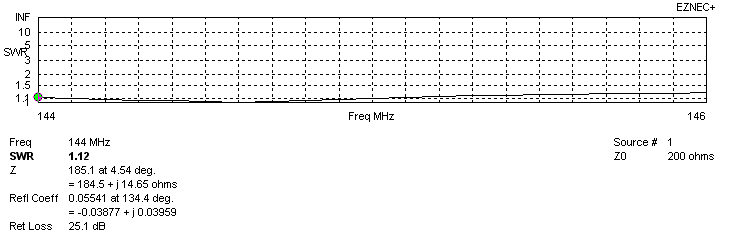 EZNEC+
INF
10
5
SWR
3
2
1.5
1.1
1
144
Freq MHz
146
Freq 144 MHz Source # 1
SWR 1.12 Z0 200 ohms
Z 185.1 at 4.54 deg.
= 184.5 + j 14.65 ohms
Refl Coeff 0.05541 at 134.4 deg.
= -0.03877 + j 0.03959
Ret Loss 25.1 dB